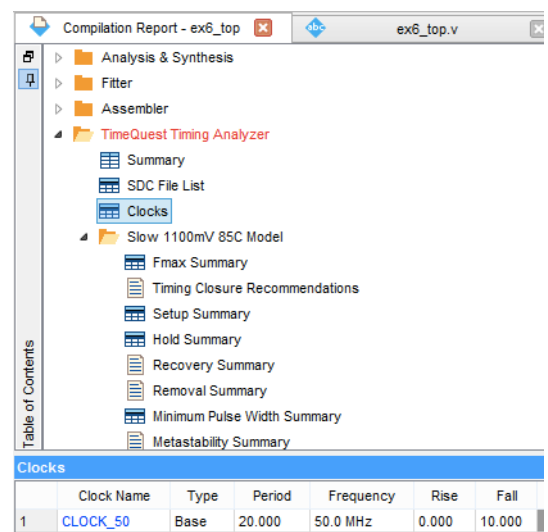 Compilation Report - ex6_top
abc
ex6_top.v
Analysis & Synthesis
Fitter
Assembler
TimeQuest Timing Analyzer
Summary
SDC File List
Clocks
Slow 1100mV 85C Model
Fmax Summary
Timing Closure Recommendations
Setup Summary
Hold Summary
Recovery Summary
Removal Summary
Minimum Pulse Width Summary
Metastability Summary
Table of Contents
Clocks
Clock Name Type Period Frequency Rise Fall
1 CLOCK_50 Base 20.000 50.0 MHz 0.000 10.000